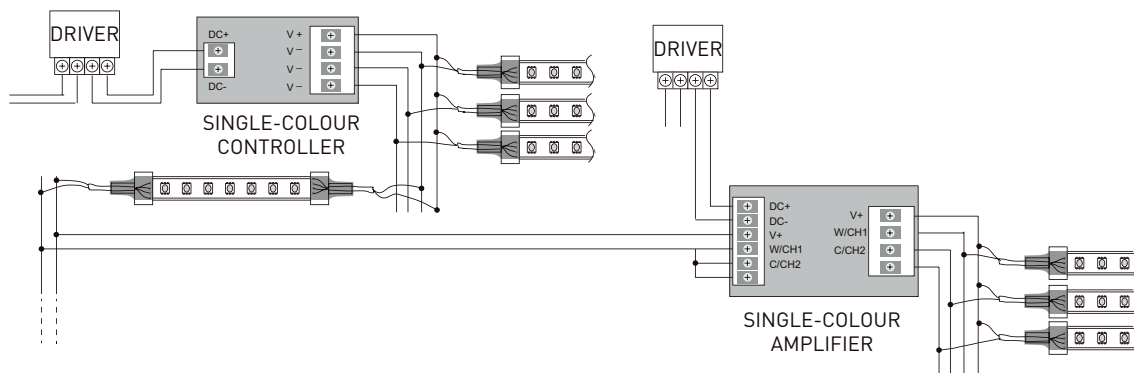 DRIVER
DC+
DC-
V+
V-
V-
V-
SINGLE-COLOUR
CONTROLLER
DRIVER
DC+
DC-
V+
W/CH1
C/CH2
V+
W/CH1
C/CH2
SINGLE-COLOUR
AMPLIFIER